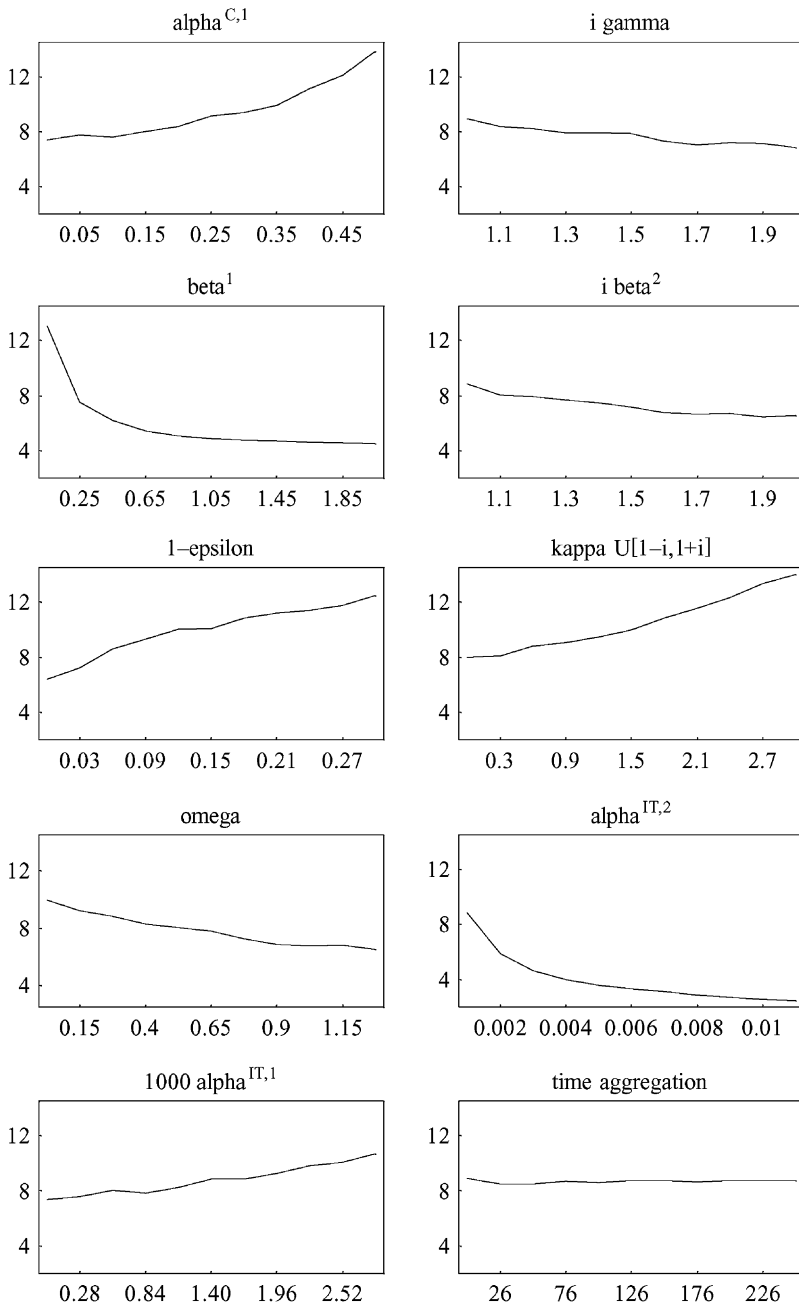 alpha^C,1
12
8
4
0.05 0.15 0.25 0.35 0.45
i gamma
12
8
4
1.1 1.3 1.5 1.7 1.9
beta^1
12
8
4
0.25 0.65 1.05 1.45 1.85
i beta^2
12
8
4
1.1 1.3 1.5 1.7 1.9
1−epsilon
12
8
4
0.03 0.09 0.15 0.21 0.27
kappa U[1−i,1+i]
12
8
4
0.3 0.9 1.5 2.1 2.7
omega
12
8
4
0.15 0.4 0.65 0.9 1.15
alpha^IT,2
12
8
4
0.002 0.004 0.006 0.008 0.01
1000 alpha^IT,1
12
8
4
0.28 0.84 1.40 1.96 2.52
time aggregation
12
8
4
26 76 126 176 226